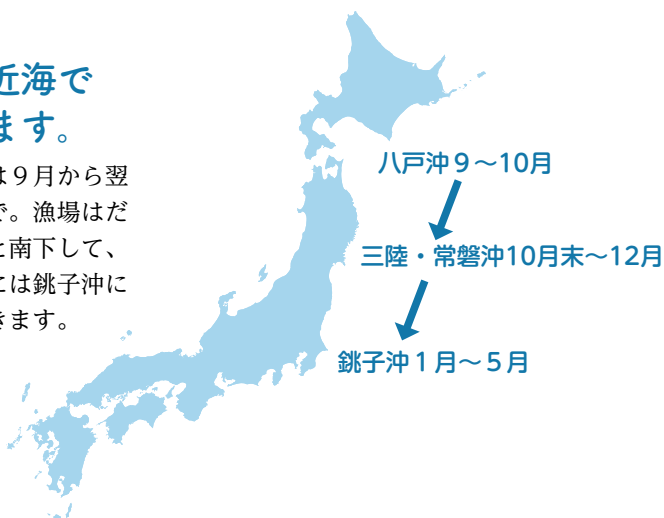 近海で
ます。
は９月から翌
で。漁場はだ
と南下して、
には銚子沖に
きます。
八戸沖９〜10月
三陸・常磐沖10月末〜12月
銚子沖１月〜５月